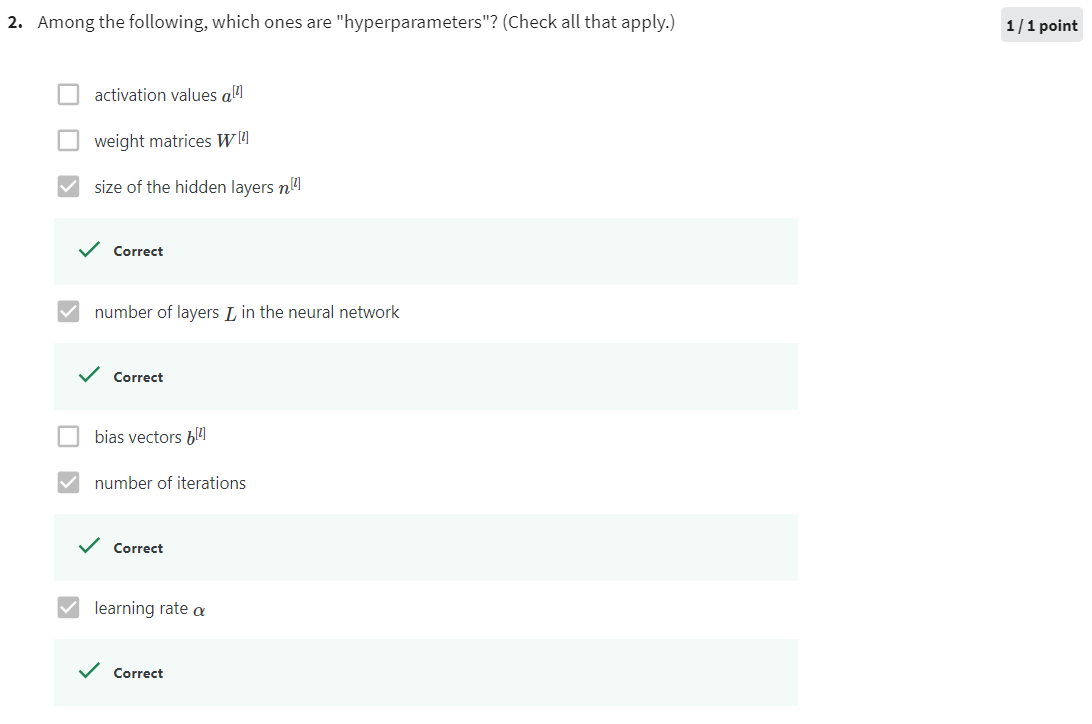 2. Among the following, which ones are "hyperparameters"? (Check all that apply.)
1 / 1 point
activation values a^[l]
weight matrices W^[l]
size of the hidden layers n^[l]
Correct
number of layers L in the neural network
Correct
bias vectors b^[l]
number of iterations
Correct
learning rate α
Correct